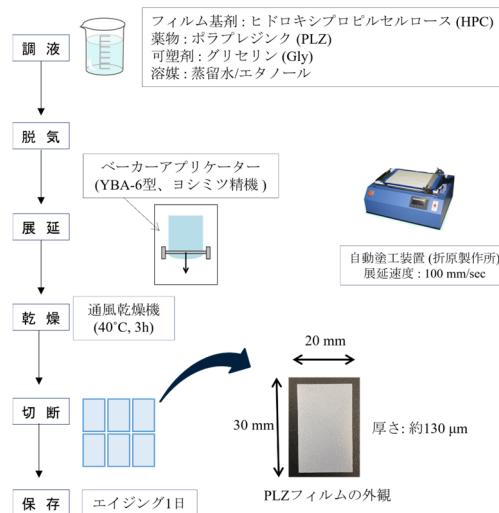 調 液
フィルム基剤 : ヒドロキシプロピルセルロース (HPC)
薬物 : ポラプレジンク (PLZ)
可塑剤 : グリセリン (Gly)
溶媒 : 蒸留水/エタノール
脱 気
ベーカーアプリケーター
(YBA-6型、ヨシミツ精機 )
展 延
自動塗工装置 (折原製作所)
展延速度 : 100 mm/sec
乾 燥
通風乾燥機
(40˚C, 3h)
切 断
20 mm
30 mm
厚さ: 約130 μm
PLZフィルムの外観
保 存
エイジング1日